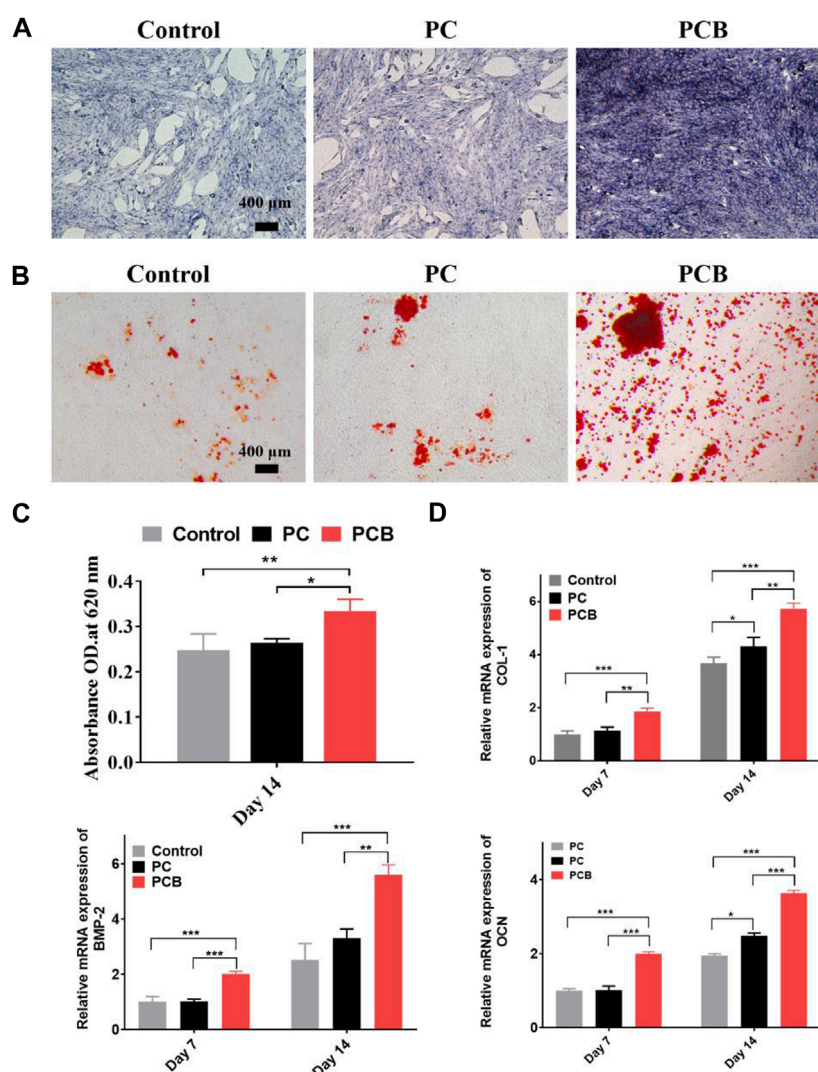 A
Control
PC
PCB
400 μm
B
Control
PC
PCB
400 μm
C
Control
PC
PCB
**
*
Absorbance OD.at 620 nm
0.4
0.3
0.2
0.1
0.0
Day 14
D
Control
PC
PCB
***
**
*
***
**
Relative mRNA expression of
COL-1
6
4
2
0
Day 7
Day 14
Control
PC
PCB
***
**
***
***
Relative mRNA expression of
BMP-2
6
4
2
0
Day 7
Day 14
PC
PC
PCB
***
***
*
***
***
Relative mRNA expression of
OCN
4
2
0
Day 7
Day 14